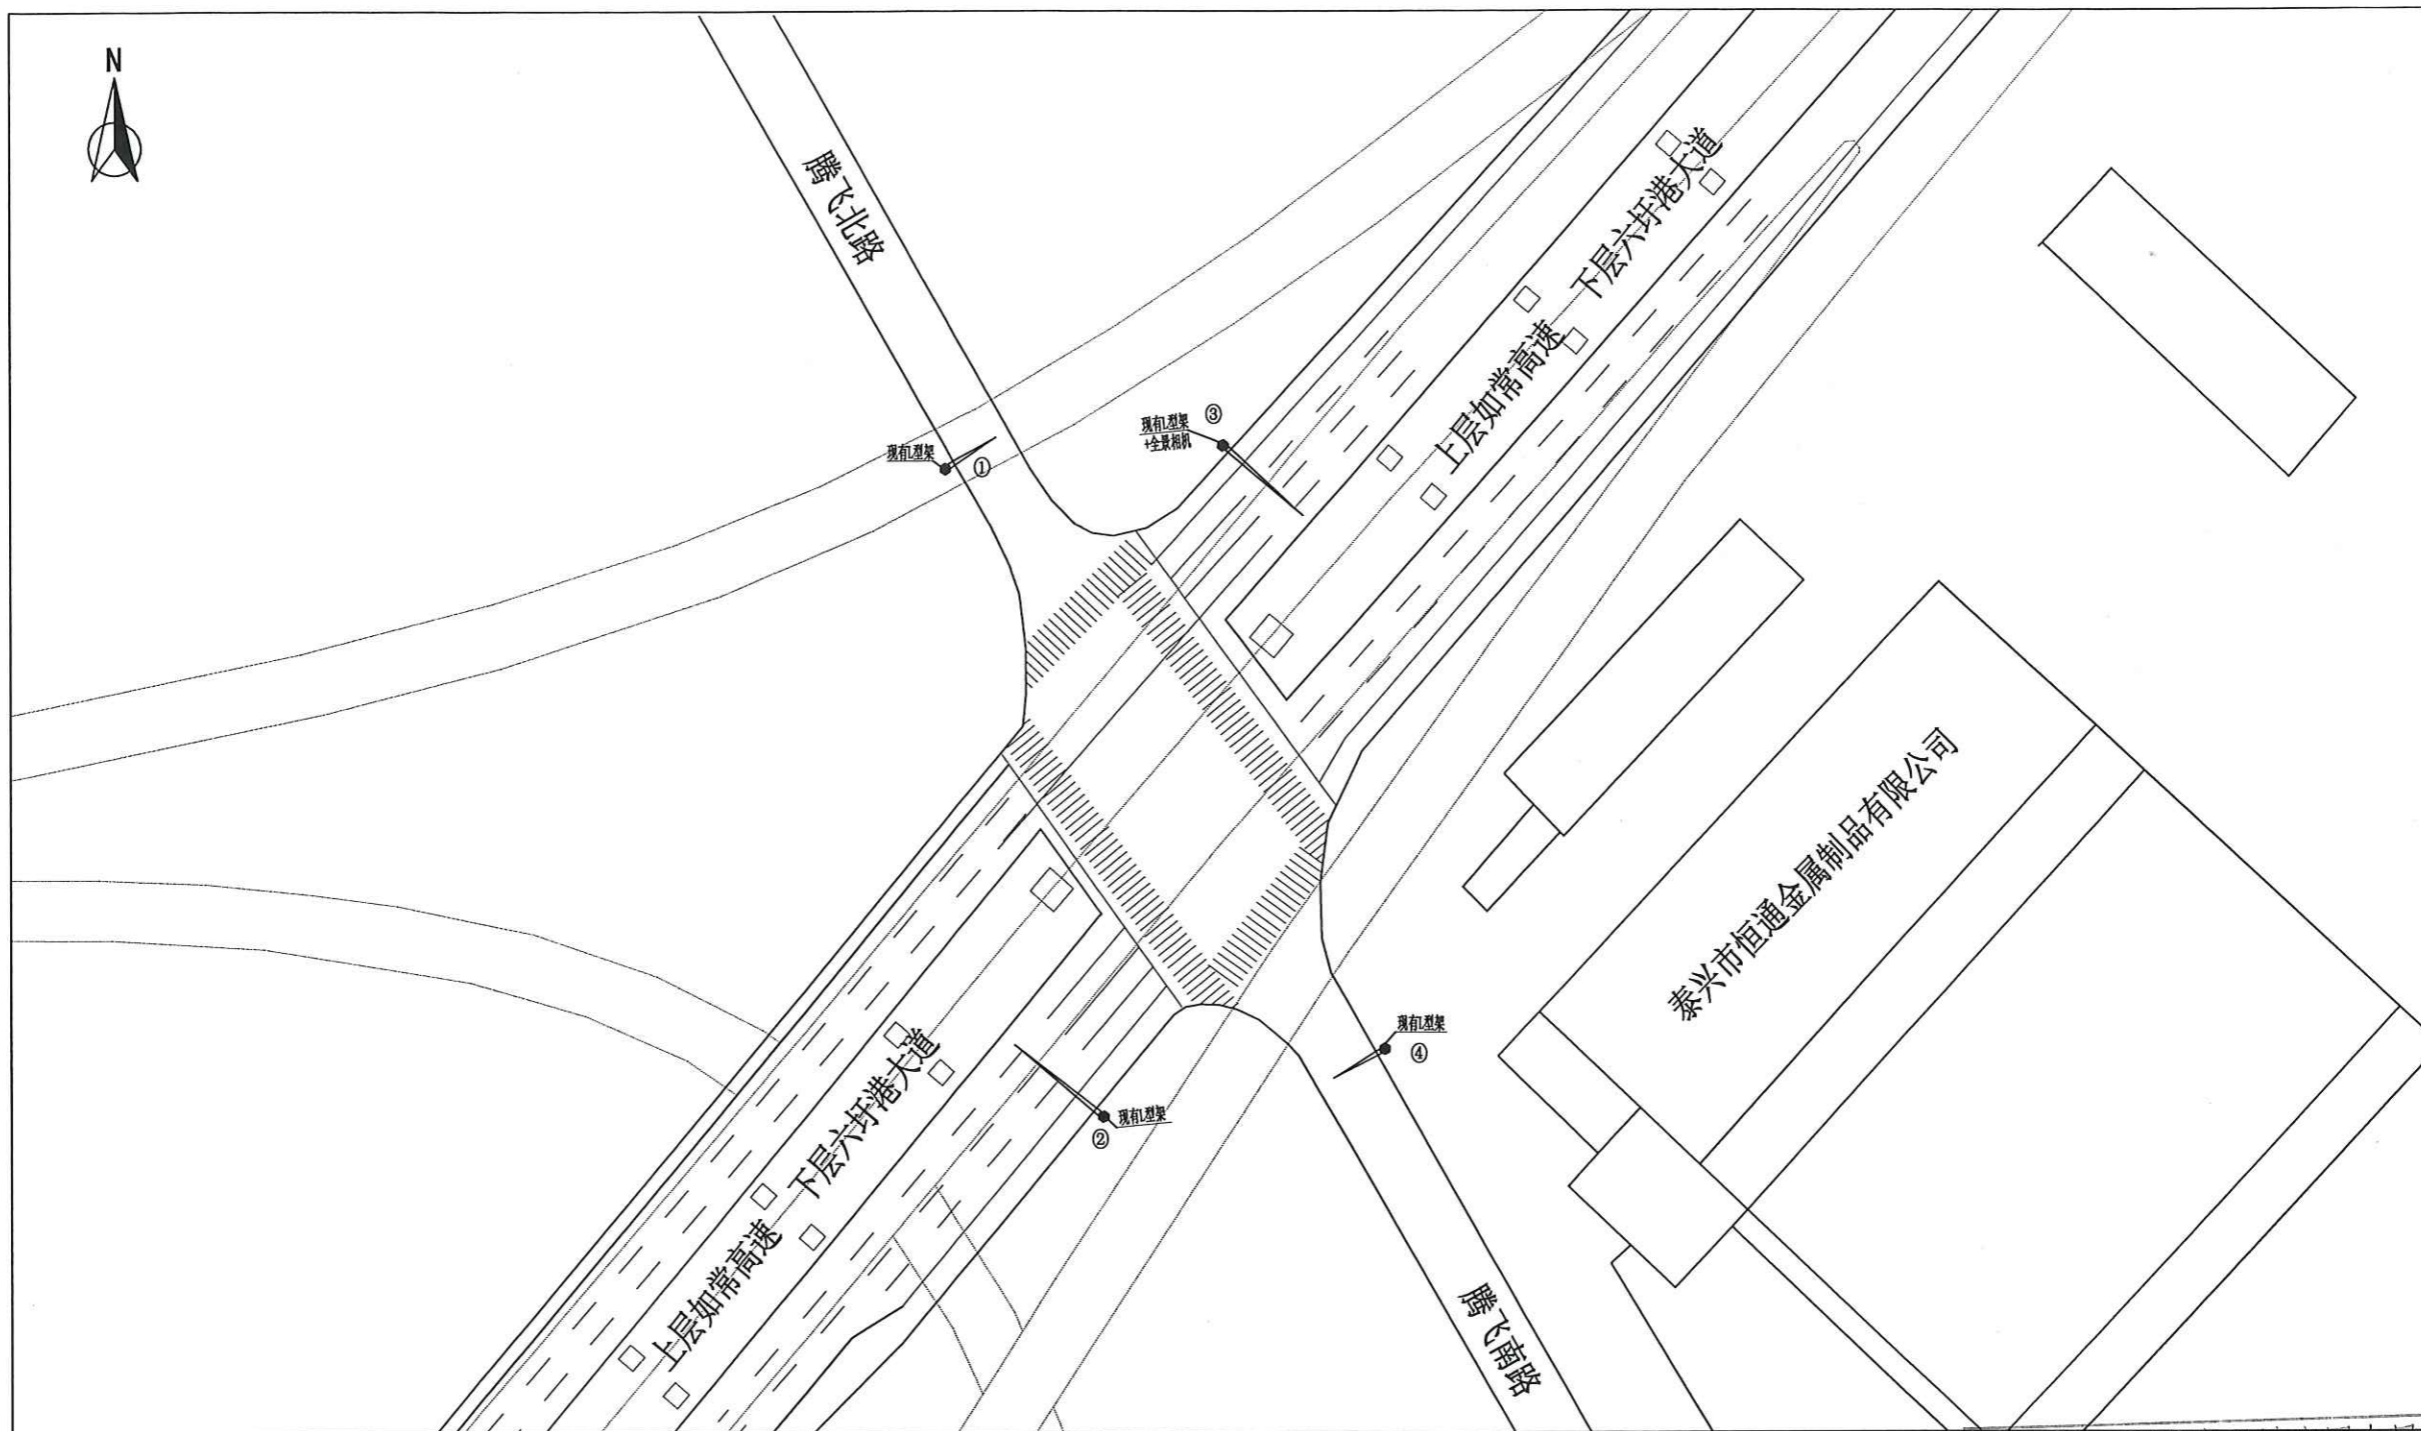 N
腾飞北路
下层六圩港大道
上层如常高速
现有L型架
①
现有L型架
+全景相机
③
泰兴市恒通金属制品有限公司
现有L型架
④
现有L型架
②
下层六圩港大道
上层如常高速
腾飞南路